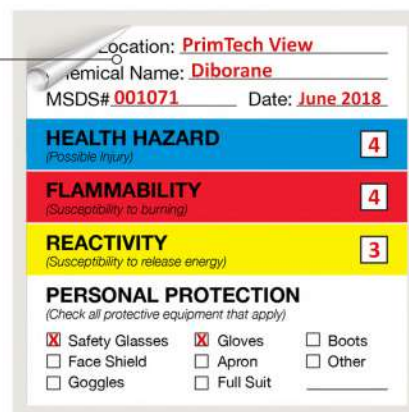 Location: PrimTech View
Chemical Name: Diborane
MSDS# 001071 Date: June 2018
HEALTH HAZARD 4
(Possible Injury)
FLAMMABILITY 4
(Susceptibility to burning)
REACTIVITY 3
(Susceptibility to release energy)
PERSONAL PROTECTION
(Check all protective equipment that apply)
X Safety Glasses X Gloves Boots
Face Shield Apron Other
Goggles Full Suit